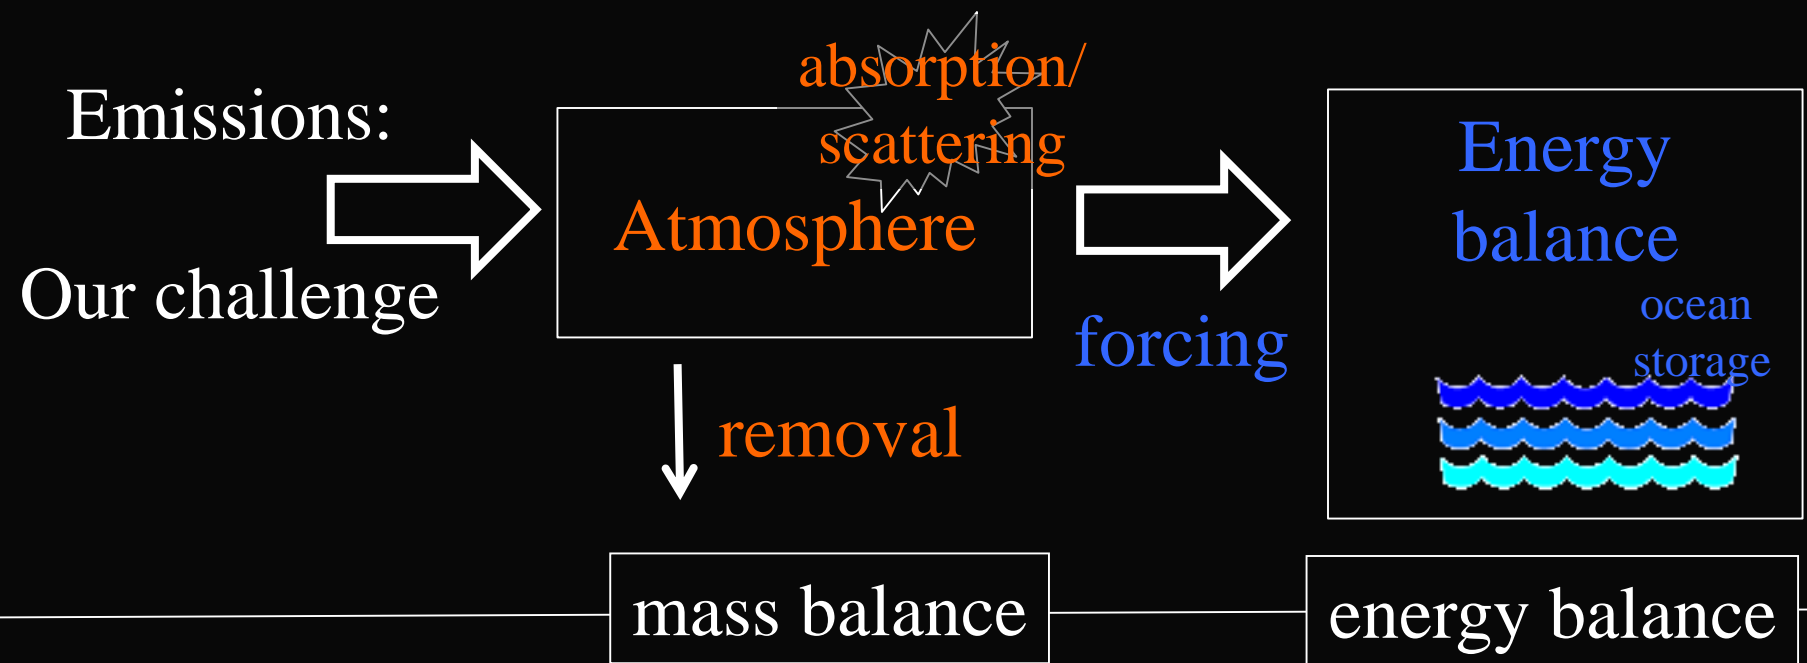 Emissions:
Our challenge
absorption/
scattering
Atmosphere
removal
forcing
Energy
balance
ocean
storage
mass balance
energy balance